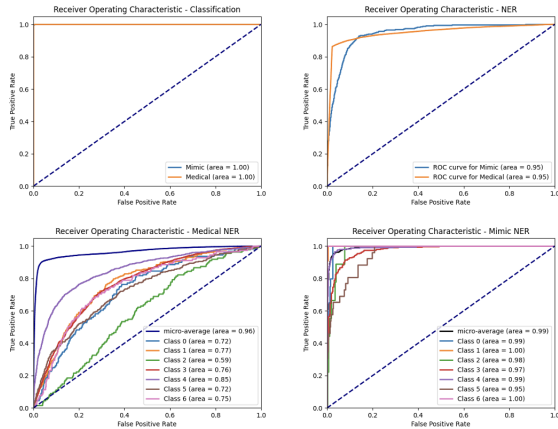 Receiver Operating Characteristic - Classification
True Positive Rate
1.0
0.8
0.6
0.4
0.2
0.0
0.0 0.2 0.4 0.6 0.8 1.0
False Positive Rate
Mimic (area = 1.00)
Medical (area = 1.00)
Receiver Operating Characteristic - NER
True Positive Rate
1.0
0.8
0.6
0.4
0.2
0.0
0.0 0.2 0.4 0.6 0.8 1.0
False Positive Rate
ROC curve for Mimic (area = 0.95)
ROC curve for Medical (area = 0.95)
Receiver Operating Characteristic - Medical NER
True Positive Rate
1.0
0.8
0.6
0.4
0.2
0.0
0.0 0.2 0.4 0.6 0.8 1.0
False Positive Rate
micro-average (area = 0.96)
Class 0 (area = 0.72)
Class 1 (area = 0.77)
Class 2 (area = 0.59)
Class 3 (area = 0.76)
Class 4 (area = 0.85)
Class 5 (area = 0.72)
Class 6 (area = 0.75)
Receiver Operating Characteristic - Mimic NER
True Positive Rate
1.0
0.8
0.6
0.4
0.2
0.0
0.0 0.2 0.4 0.6 0.8 1.0
False Positive Rate
micro-average (area = 0.99)
Class 0 (area = 0.99)
Class 1 (area = 1.00)
Class 2 (area = 0.98)
Class 3 (area = 0.97)
Class 4 (area = 0.99)
Class 5 (area = 0.95)
Class 6 (area = 1.00)